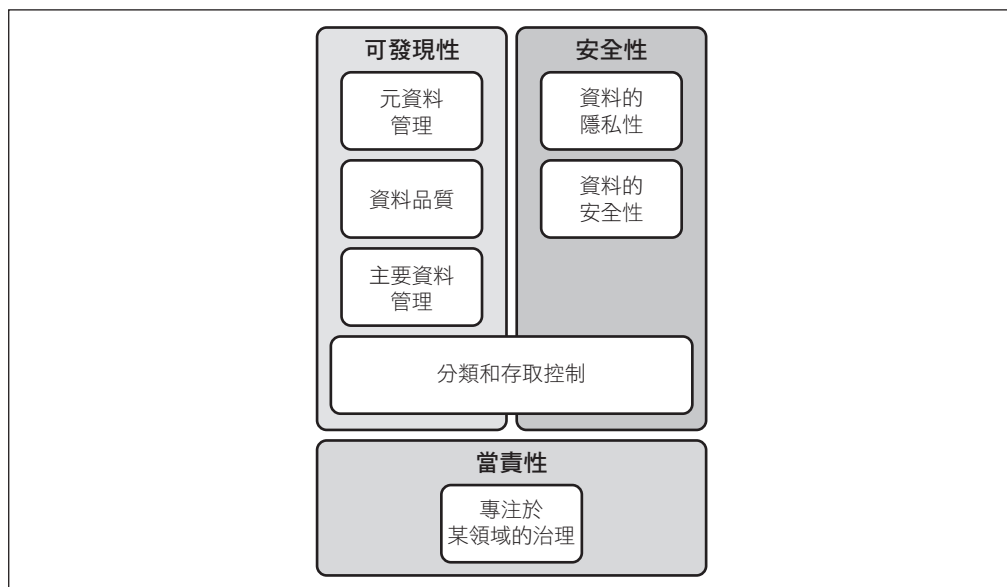 可發現性
元資料
管理
資料品質
主要資料
管理
安全性
資料的
隱私性
資料的
安全性
分類和存取控制
當責性
專注於
某領域的治理